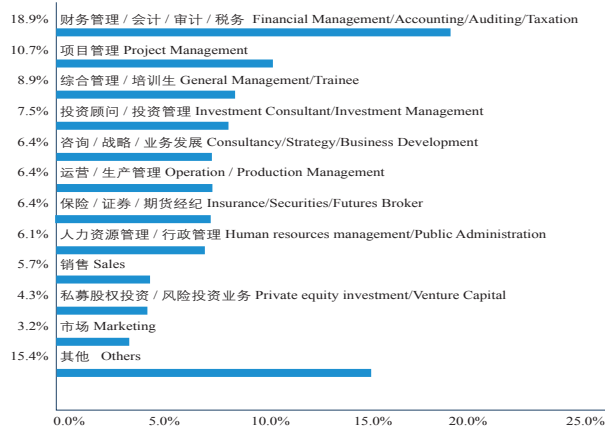 18.9% 财务管理 / 会计 / 审计 / 税务 Financial Management/Accounting/Auditing/Taxation
10.7% 项目管理 Project Management
8.9% 综合管理 / 培训生 General Management/Trainee
7.5% 投资顾问 / 投资管理 Investment Consultant/Investment Management
6.4% 咨询 / 战略 / 业务发展 Consultancy/Strategy/Business Development
6.4% 运营 / 生产管理 Operation / Production Management
6.4% 保险 / 证券 / 期货经纪 Insurance/Securities/Futures Broker
6.1% 人力资源管理 / 行政管理 Human resources management/Public Administration
5.7% 销售 Sales
4.3% 私募股权投资 / 风险投资业务 Private equity investment/Venture Capital
3.2% 市场 Marketing
15.4% 其他 Others
0.0% 5.0% 10.0% 15.0% 20.0% 25.0%